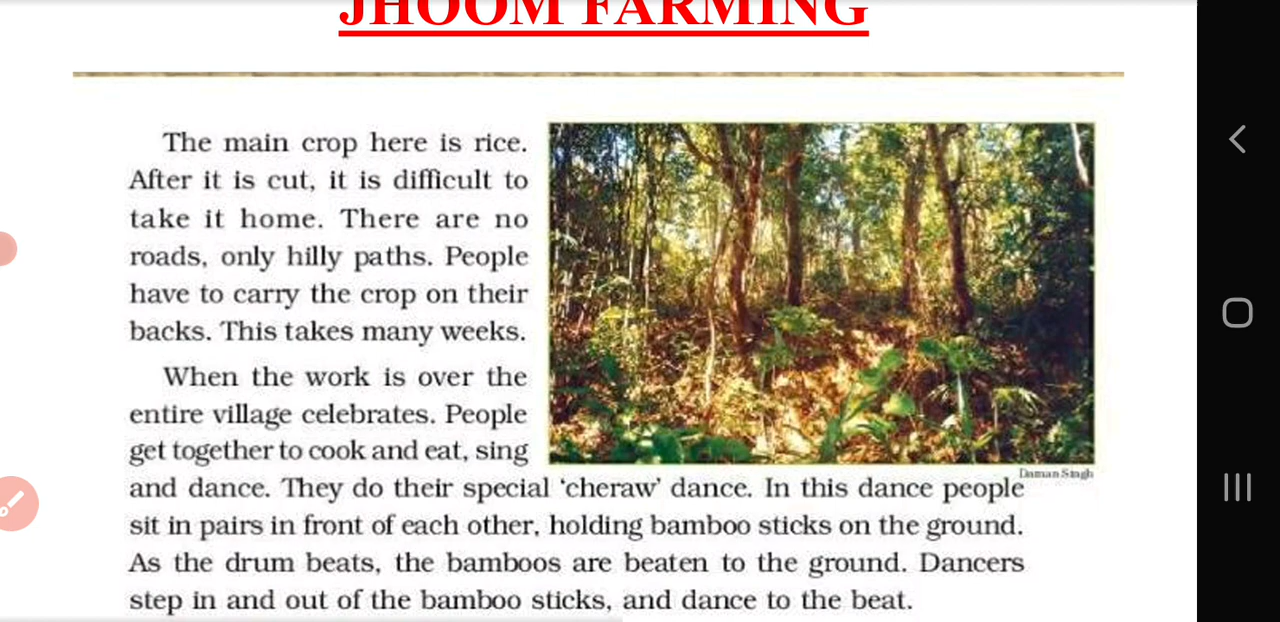 JHOOM FARMING
The main crop here is rice.
After it is cut, it is difficult to
take it home. There are no
roads, only hilly paths. People
have to carry the crop on their
backs. This takes many weeks.
When the work is over the
entire village celebrates. People
get together to cook and eat, sing
Daman Singh
and dance. They do their special ‘cheraw’ dance. In this dance people
sit in pairs in front of each other, holding bamboo sticks on the ground.
As the drum beats, the bamboos are beaten to the ground. Dancers
step in and out of the bamboo sticks, and dance to the beat.